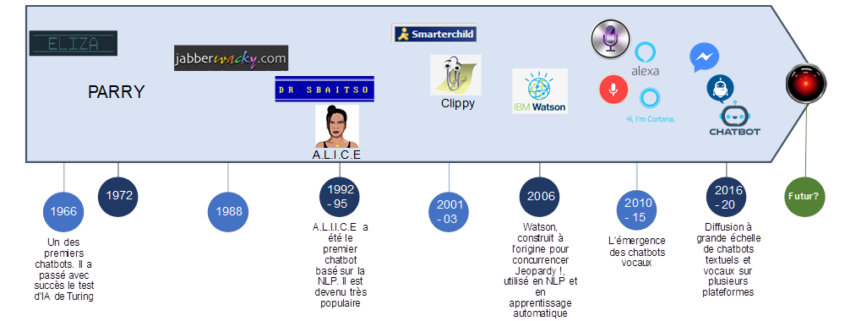 ELIZA
PARRY
jabberwacky.com
DR SBAITSO
A.L.I.C.E
Smarterchild
Clippy
IBM Watson
alexa
Hi, I'm Cortana.
CHATBOT
1966
1972
1988
1992
- 95
2001
- 03
2006
2010
- 15
2016
- 20
Futur?
Un des
premiers
chatbots. Il a
passé avec
succès le test
d'IA de Turing
A.L.I.I.C.E a
été le
premier
chatbot
basé sur la
NLP. Il est
devenu très
populaire
Watson,
construit à
l'origine pour
concurrencer
Jeopardy !,
utilisé en NLP et
en
apprentissage
automatique
L'émergence
des chatbots
vocaux
Diffusion à
grande échelle
de chatbots
textuels et
vocaux sur
plusieurs
plateformes